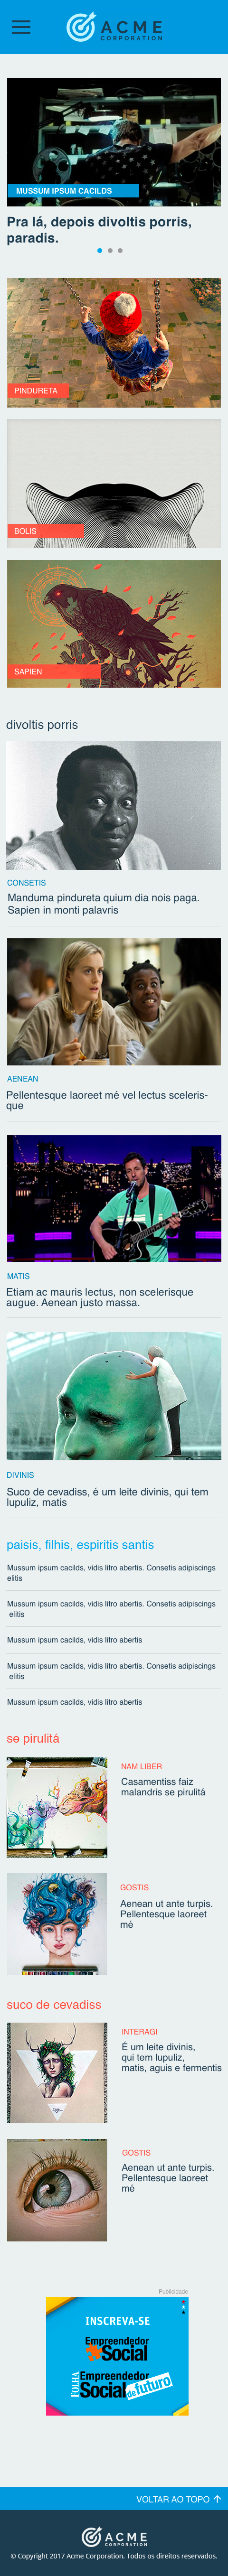 ACME
CORPORATION
MUSSUM IPSUM CACILDS
Pra lá, depois divoltis porris,
paradis.
PINDURETA
BOLIS
SAPIEN
divoltis porris
CONSETIS
Manduma pindureta quium dia nois paga.
Sapien in monti palavris
AENEAN
Pellentesque laoreet mé vel lectus sceleris-
que
MATIS
Etiam ac mauris lectus, non scelerisque
augue. Aenean justo massa.
DIVINIS
Suco de cevadiss, é um leite divinis, qui tem
lupuliz, matis
paisis, filhis, espiritis santis
Mussum ipsum cacilds, vidis litro abertis. Consetis adipiscings
elitis
Mussum ipsum cacilds, vidis litro abertis. Consetis adipiscings
elitis
Mussum ipsum cacilds, vidis litro abertis
Mussum ipsum cacilds, vidis litro abertis. Consetis adipiscings
elitis
Mussum ipsum cacilds, vidis litro abertis
se pirulitá
NAM LIBER
Casamentiss faiz
malandris se pirulitá
GOSTIS
Aenean ut ante turpis.
Pellentesque laoreet
mé
suco de cevadiss
INTERAGI
É um leite divinis,
qui tem lupuliz,
matis, aguis e fermentis
GOSTIS
Aenean ut ante turpis.
Pellentesque laoreet
mé
Publicidade
INSCREVA-SE
Empreendedor
Social
FOLHA
Empreendedor
Social de futuro
VOLTAR AO TOPO
ACME
CORPORATION
© Copyright 2017 Acme Corporation. Todos os direitos reservados.